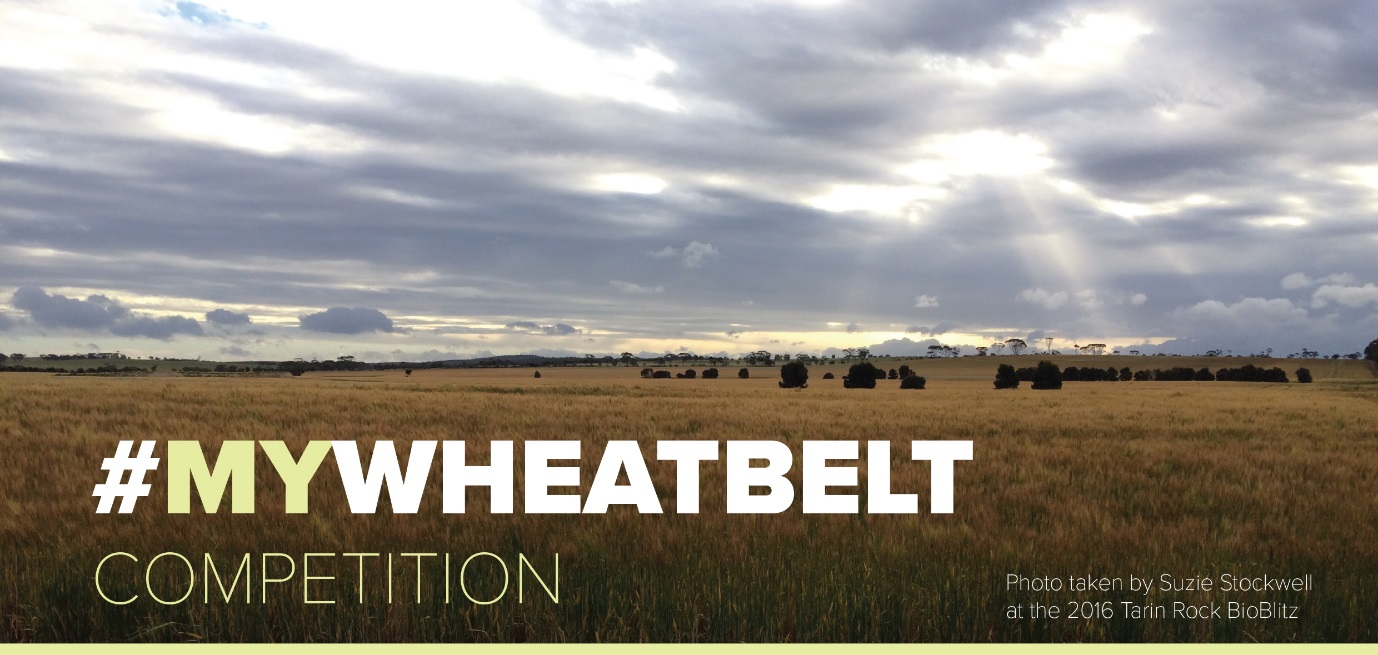 #MYWHEATBELT
COMPETITION
Photo taken by Suzie Stockwell
at the 2016 Tarin Rock BioBlitz